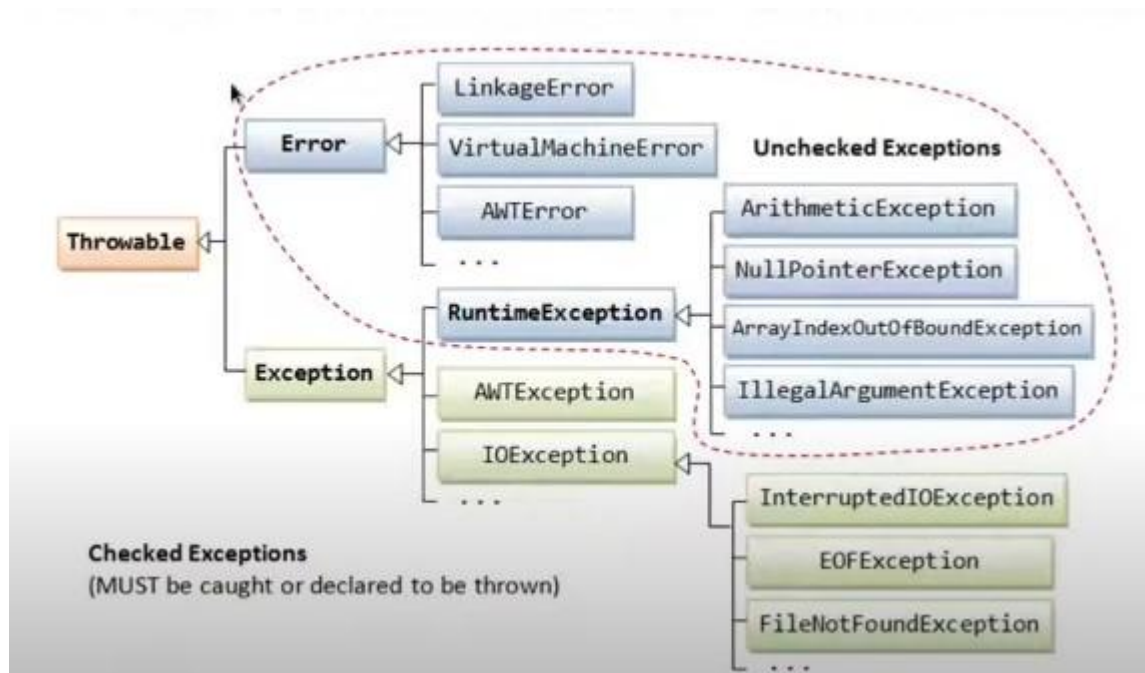 LinkageError
Error
VirtualMachineError
Unchecked Exceptions
AWTError
ArithmeticException
Throwable
...
NullPointerException
RuntimeException
ArrayIndexOutOfBoundException
Exception
AWTException
IllegalArgumentException
...
IOException
...
InterruptedIOException
Checked Exceptions
(MUST be caught or declared to be thrown)
EOFException
FileNotFoundException
...